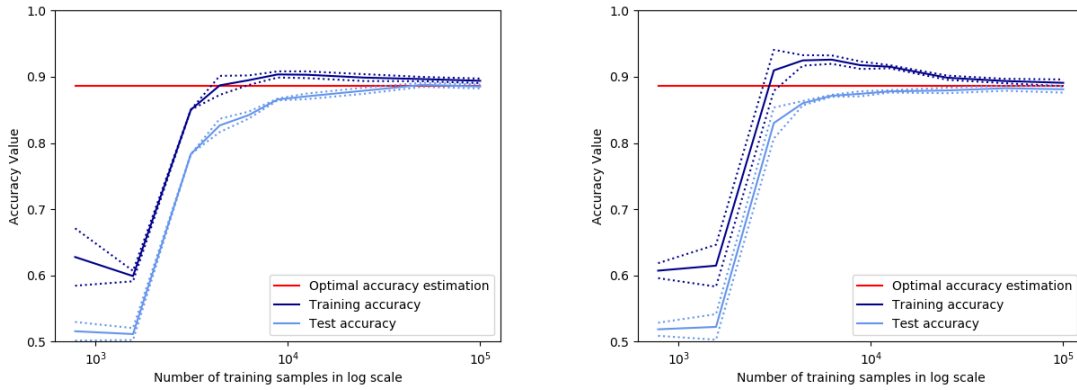 1.0
0.9
0.8
0.7
0.6
0.5
Accuracy Value
Optimal accuracy estimation
Training accuracy
Test accuracy
10³
10⁴
10⁵
Number of training samples in log scale
1.0
0.9
0.8
0.7
0.6
0.5
Accuracy Value
Optimal accuracy estimation
Training accuracy
Test accuracy
10³
10⁴
10⁵
Number of training samples in log scale